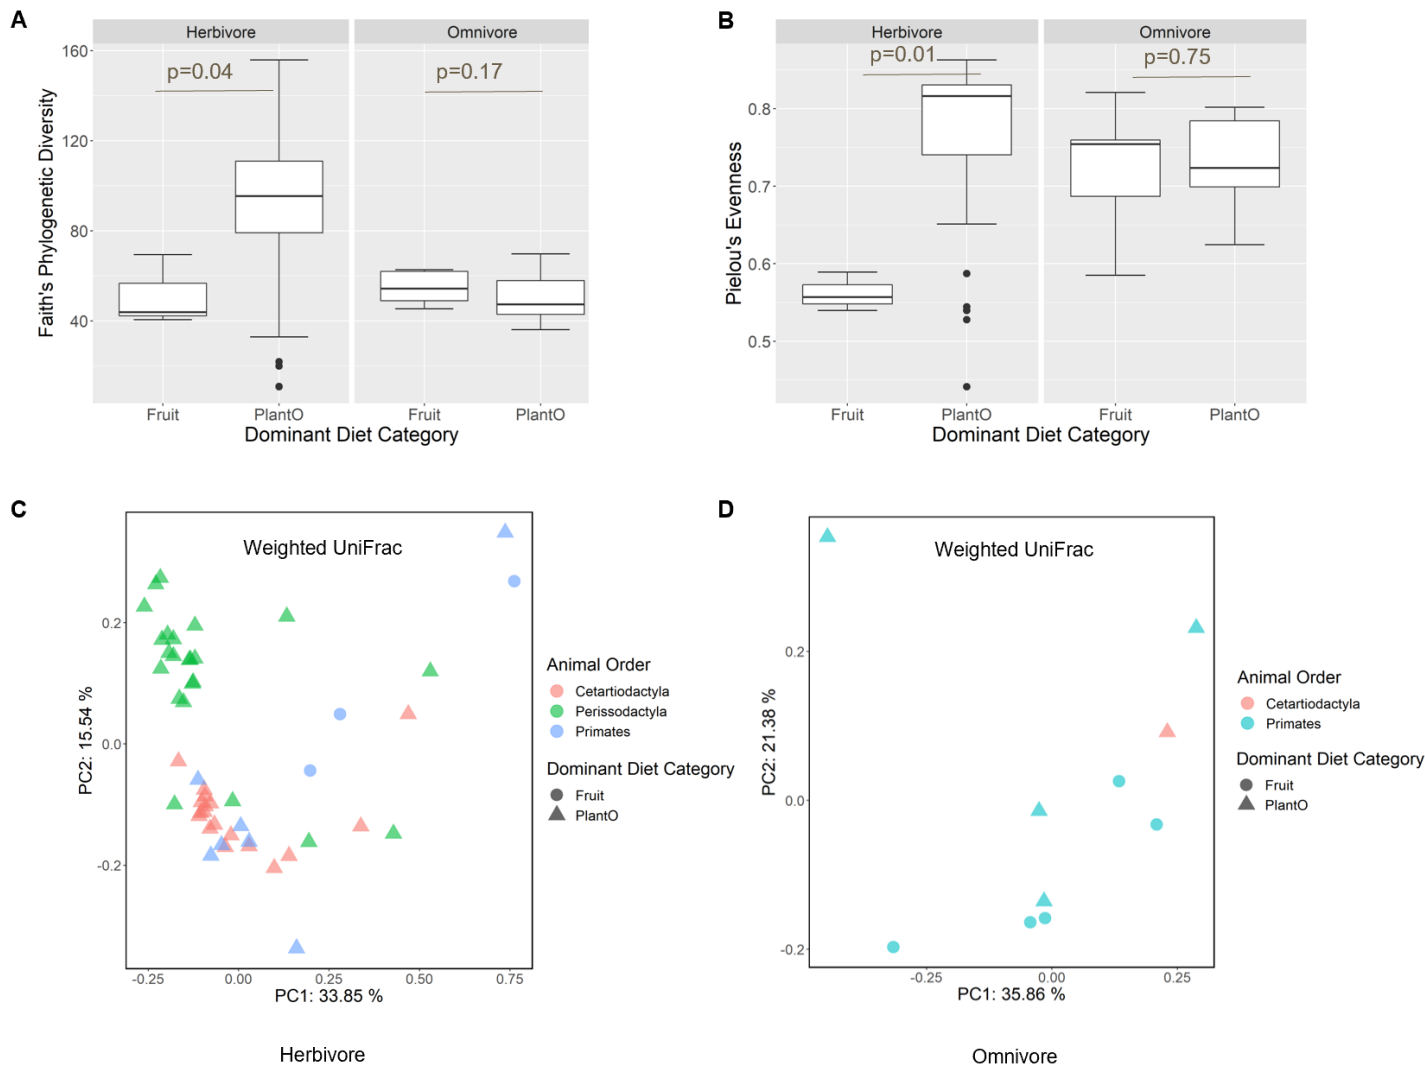 A
Herbivore
Omnivore
160
120
80
40
p=0.04
p=0.17
Faith's Phylogenetic Diversity
Fruit
PlantO
Fruit
PlantO
Dominant Diet Category
B
Herbivore
Omnivore
p=0.01
p=0.75
0.8
0.7
0.6
0.5
Pielou's Evenness
Fruit
PlantO
Fruit
PlantO
Dominant Diet Category
C
Weighted UniFrac
0.2
0.0
-0.2
PC2: 15.54 %
-0.25
0.00
0.25
0.50
0.75
PC1: 33.85 %
Animal Order
Cetartiodactyla
Perissodactyla
Primates
Dominant Diet Category
Fruit
PlantO
Herbivore
D
Weighted UniFrac
0.2
0.0
-0.2
PC2: 21.38 %
-0.25
0.00
0.25
PC1: 35.86 %
Animal Order
Cetartiodactyla
Primates
Dominant Diet Category
Fruit
PlantO
Omnivore